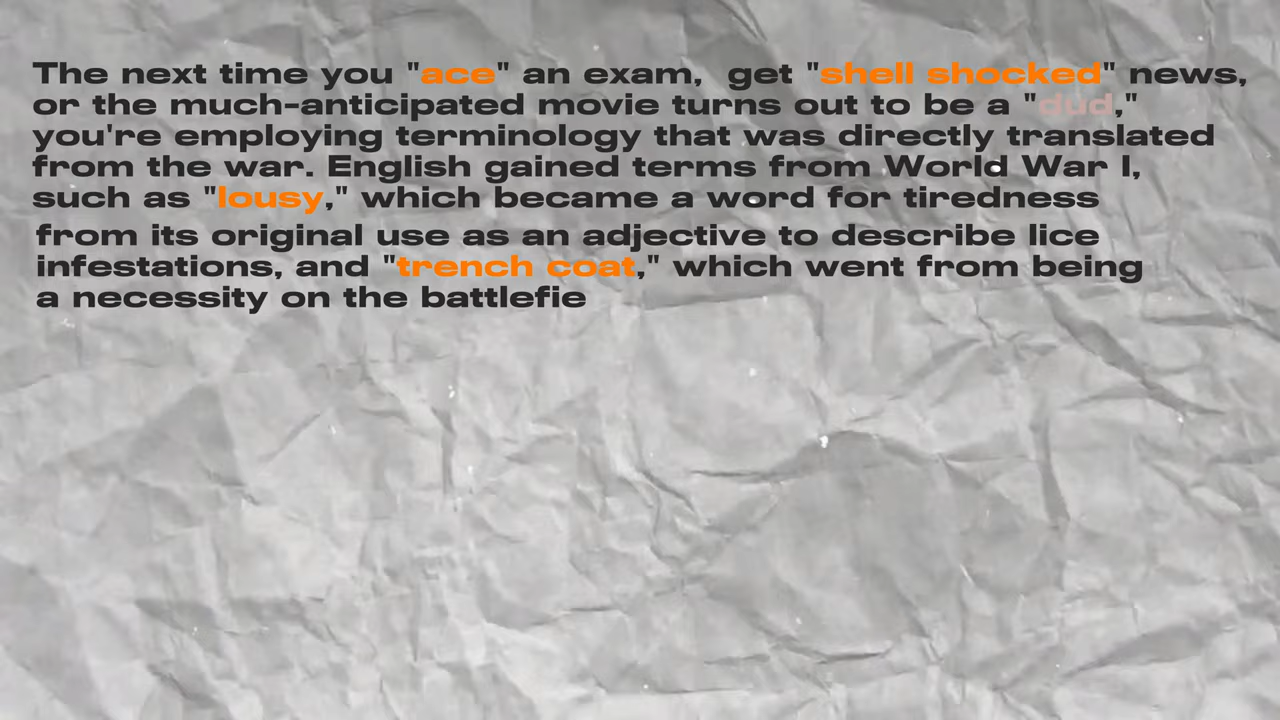 The next time you "ace" an exam,  get "shell shocked" news,
or the much-anticipated movie turns out to be a "dud,"
you're employing terminology that was directly translated
from the war. English gained terms from World War I,
such as "lousy," which became a word for tiredness
from its original use as an adjective to describe lice
infestations, and "trench coat," which went from being
a necessity on the battlefie